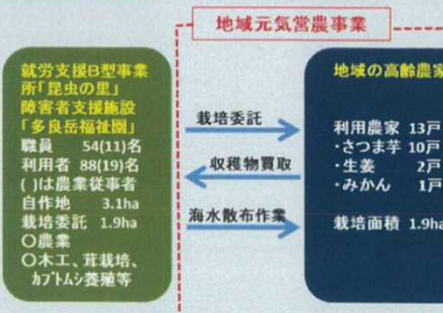 地域元気営農事業
就労支援B型事業
所「昆虫の里」
障害者支援施設
「多良岳福祉園」
職員 54(11)名
利用者 88(19)名
( )は農業従事者
自作地 3.1ha
栽培委託 1.9ha
〇農業
〇木工、茸栽培、
カブトムシ養殖等
栽培委託
収穫物買取
海水散布作業
地域の高齢農家
利用農家 13戸
・さつま芋 10戸
・生姜 2戸
・みかん 1戸
栽培面積 1.9ha